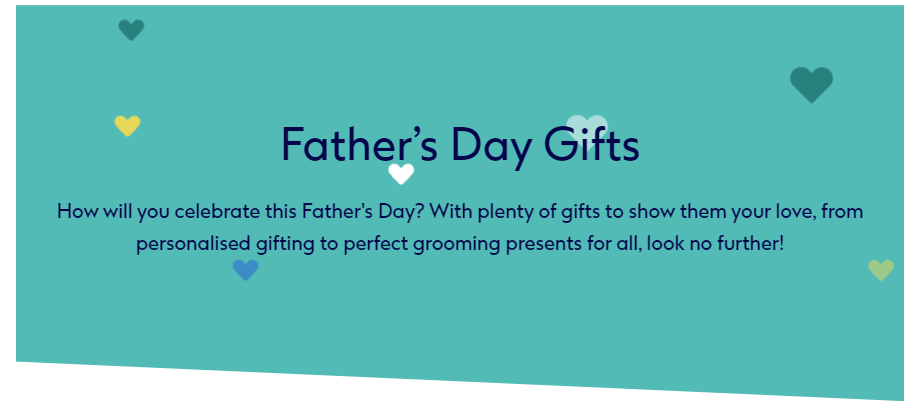 Father’s Day Gifts
How will you celebrate this Father's Day? With plenty of gifts to show them your love, from
personalised gifting to perfect grooming presents for all, look no further!